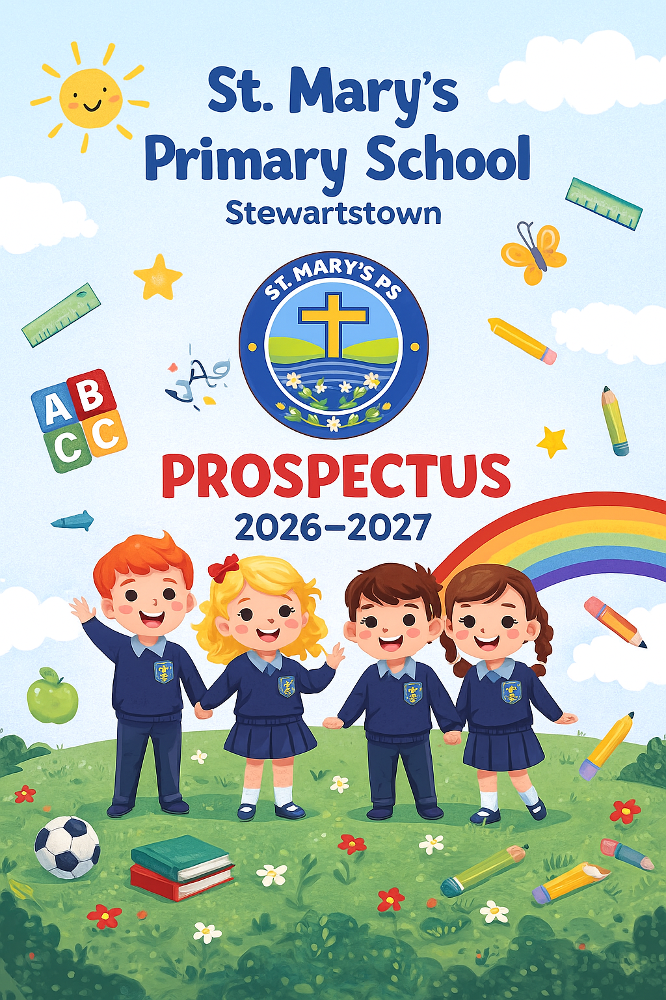 St. Mary's
Primary School
Stewartstown
ST. MARY'S PS
A B
C C
PROSPECTUS
2026–2027